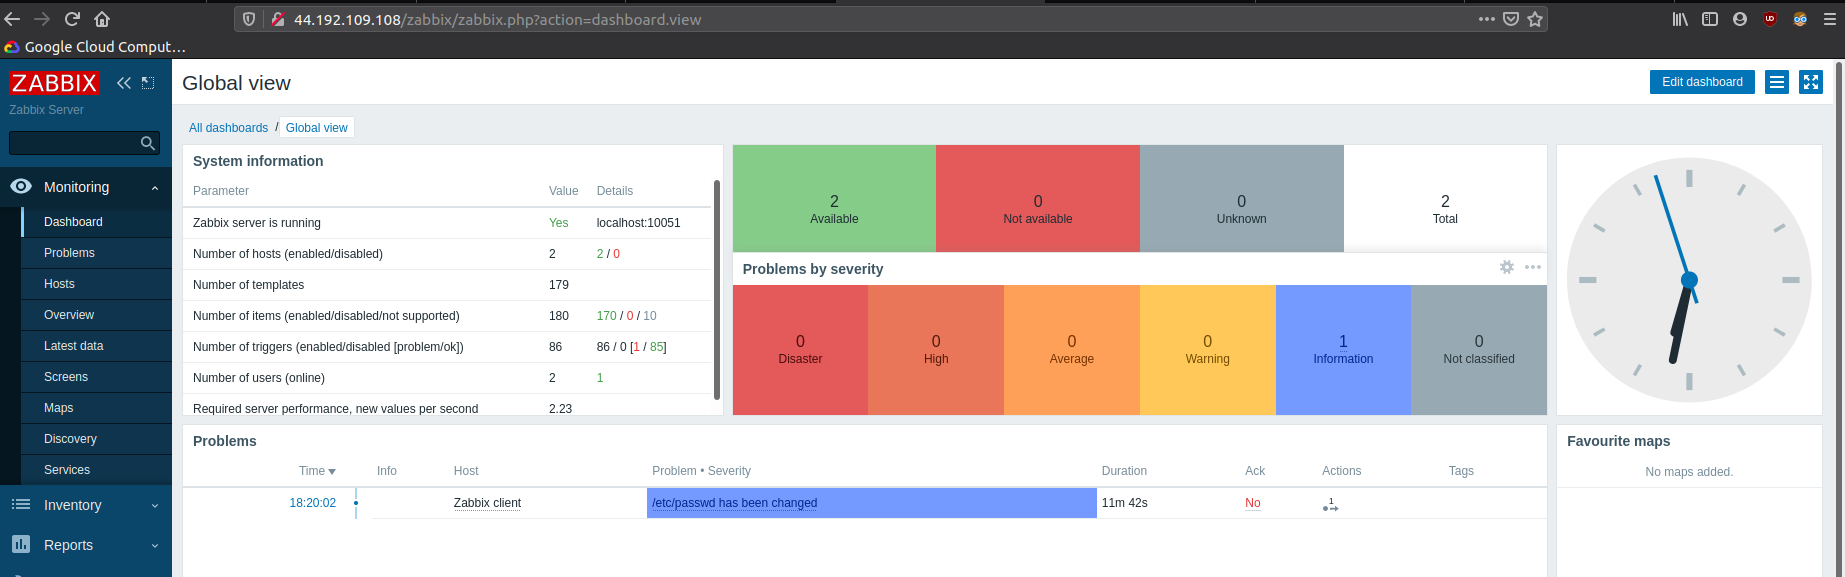 44.192.109.108/zabbix/zabbix.php?action=dashboard.view
Google Cloud Comput...
ZABBIX
Zabbix Server
Monitoring
Dashboard
Problems
Hosts
Overview
Latest data
Screens
Maps
Discovery
Services
Inventory
Reports
Global view
Edit dashboard
All dashboards / Global view
System information
Parameter Value Details
Zabbix server is running Yes localhost:10051
Number of hosts (enabled/disabled) 2 2 / 0
Number of templates 179
Number of items (enabled/disabled/not supported) 180 170 / 0 / 10
Number of triggers (enabled/disabled [problem/ok]) 86 86 / 0 [1 / 85]
Number of users (online) 2 1
Required server performance, new values per second 2.23
2 0 0 2
Available Not available Unknown Total
Problems by severity
0 0 0 0 1 0
Disaster High Average Warning Information Not classified
Problems
Time Info Host Problem • Severity Duration Ack Actions Tags
18:20:02 Zabbix client /etc/passwd has been changed 11m 42s No 1
Favourite maps
No maps added.